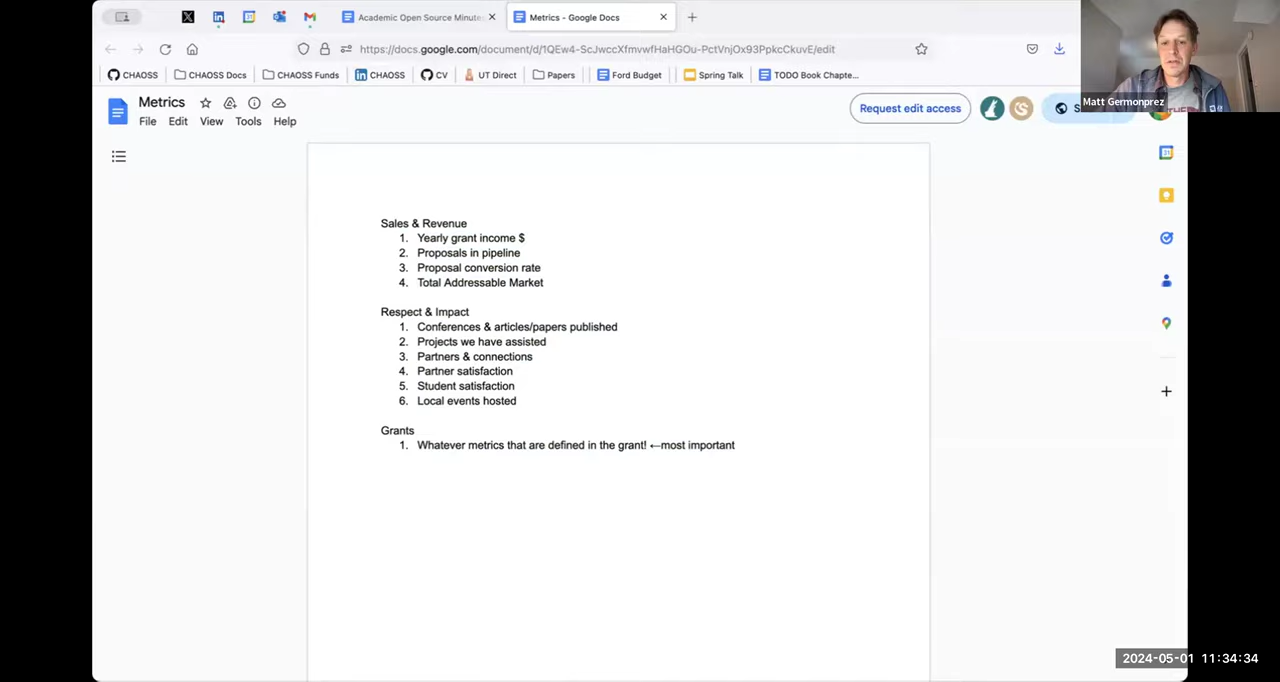 Academic Open Source Minutes
Metrics - Google Docs
https://docs.google.com/document/d/1QEw4-ScJwccXfmvwfHaHGOu-PctVnjOx93PpkcCkuvE/edit
CHAOSS
CHAOSS Docs
CHAOSS Funds
CHAOSS
CV
UT Direct
Papers
Ford Budget
Spring Talk
TODO Book Chapte...
Matt Germonprez
Metrics
File Edit View Tools Help
Request edit access
S
Sales & Revenue
1. Yearly grant income $
2. Proposals in pipeline
3. Proposal conversion rate
4. Total Addressable Market
Respect & Impact
1. Conferences & articles/papers published
2. Projects we have assisted
3. Partners & connections
4. Partner satisfaction
5. Student satisfaction
6. Local events hosted
Grants
1. Whatever metrics that are defined in the grant! ←most important
2024-05-01 11:34:34